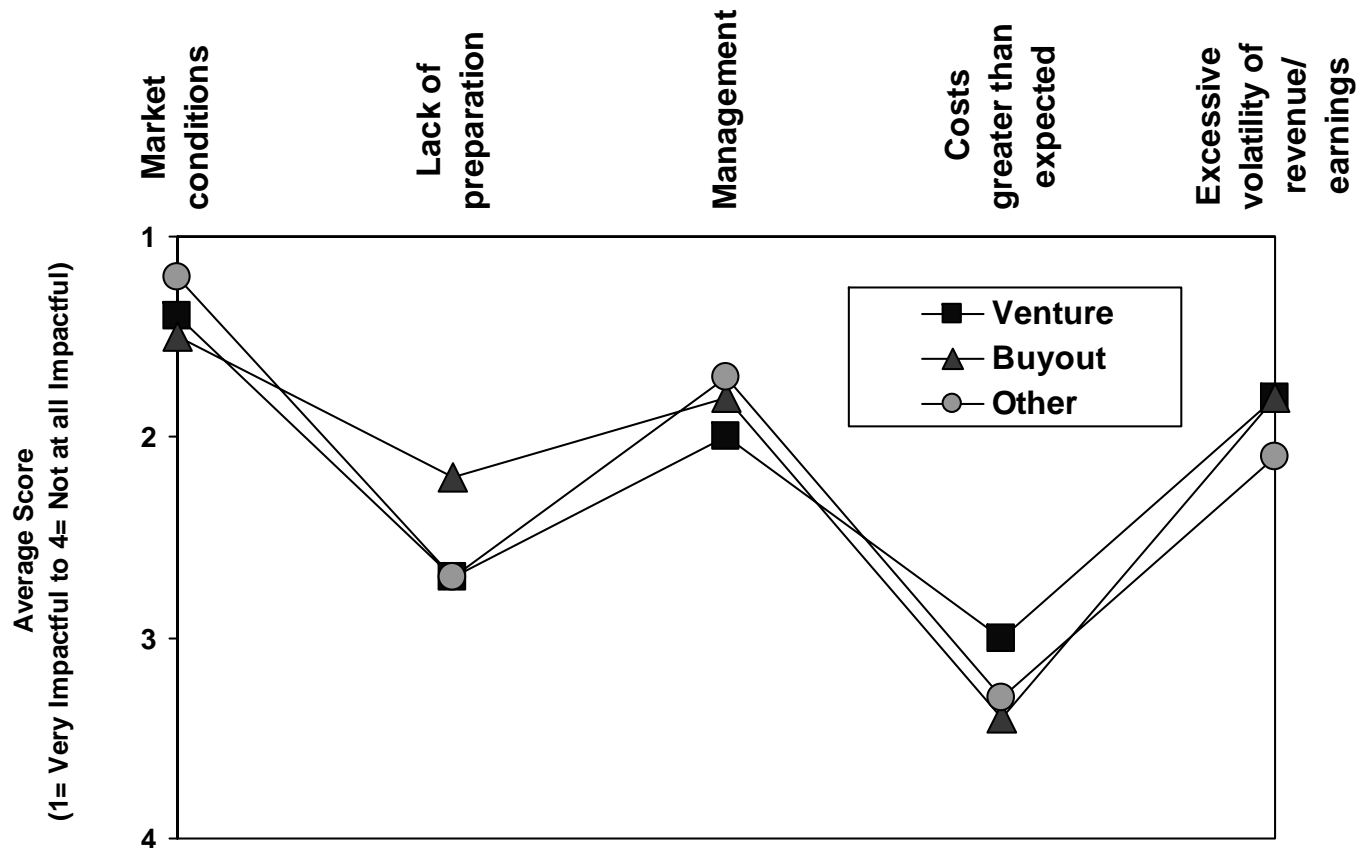 Market
conditions
Lack of
preparation
Management
Costs
greater than
expected
Excessive
volatility of
revenue/
earnings
Average Score
(1= Very Impactful to 4= Not at all Impactful)
1
2
3
4
Venture
Buyout
Other